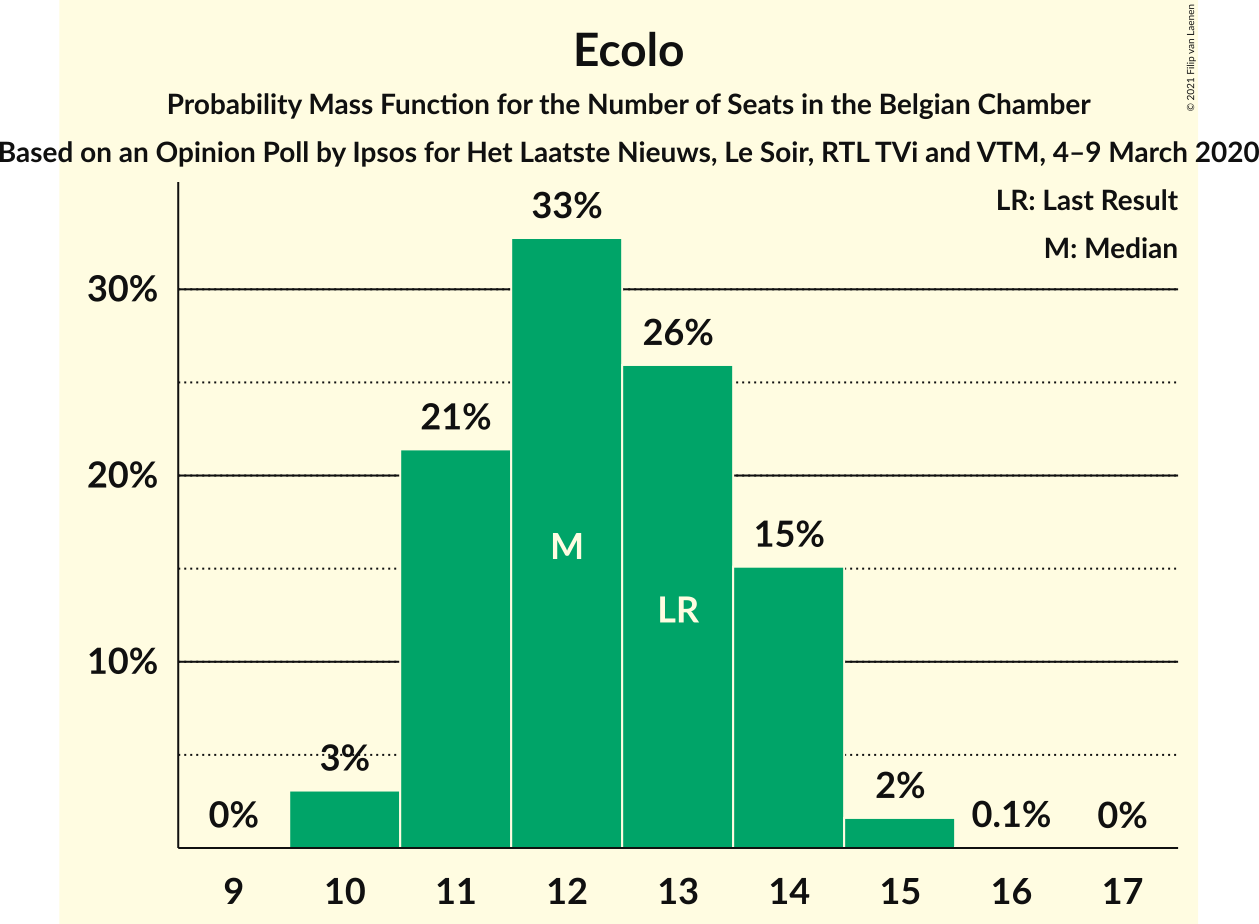 Ecolo
Probability Mass Function for the Number of Seats in the Belgian Chamber
Based on an Opinion Poll by Ipsos for Het Laatste Nieuws, Le Soir, RTL TVi and VTM, 4–9 March 2020
© 2021 Filip van Laenen
LR: Last Result
M: Median
33%
30%
26%
21%
20%
15%
M
LR
10%
3%
2%
0%
0.1%
0%
9 10 11 12 13 14 15 16 17